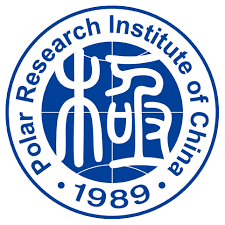 Polar Research Institute of China
極
· 1989 ·